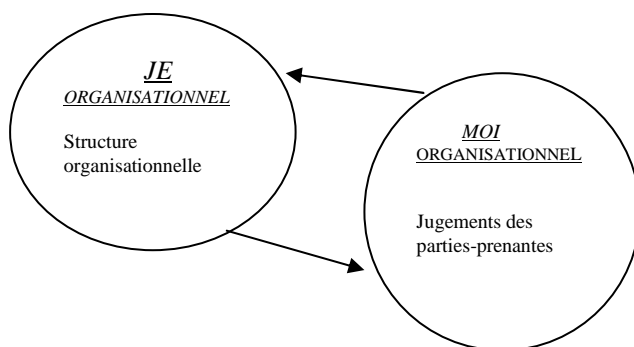 JE
ORGANISATIONNEL
Structure
organisationnelle
MOI
ORGANISATIONNEL
Jugements des
parties-prenantes